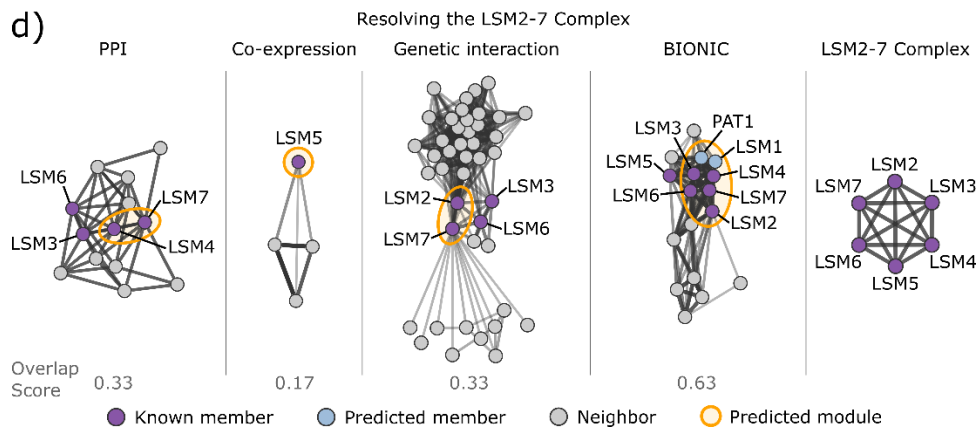 d)
Resolving the LSM2-7 Complex
PPI
Co-expression
Genetic interaction
BIONIC
LSM2-7 Complex
LSM6
LSM7
LSM3
LSM4
LSM5
LSM2
LSM3
LSM7
LSM6
PAT1
LSM3
LSM1
LSM5
LSM4
LSM6
LSM7
LSM2
LSM2
LSM7
LSM3
LSM6
LSM4
LSM5
Overlap
Score
0.33
0.17
0.33
0.63
Known member
Predicted member
Neighbor
Predicted module